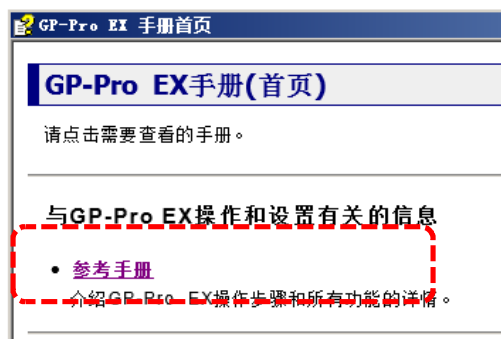 GP-Pro EX 手册首页
GP-Pro EX手册(首页)
请点击需要查看的手册。
与GP-Pro EX操作和设置有关的信息
• 参考手册
介绍GP-Pro EX操作步骤和所有功能的详情。